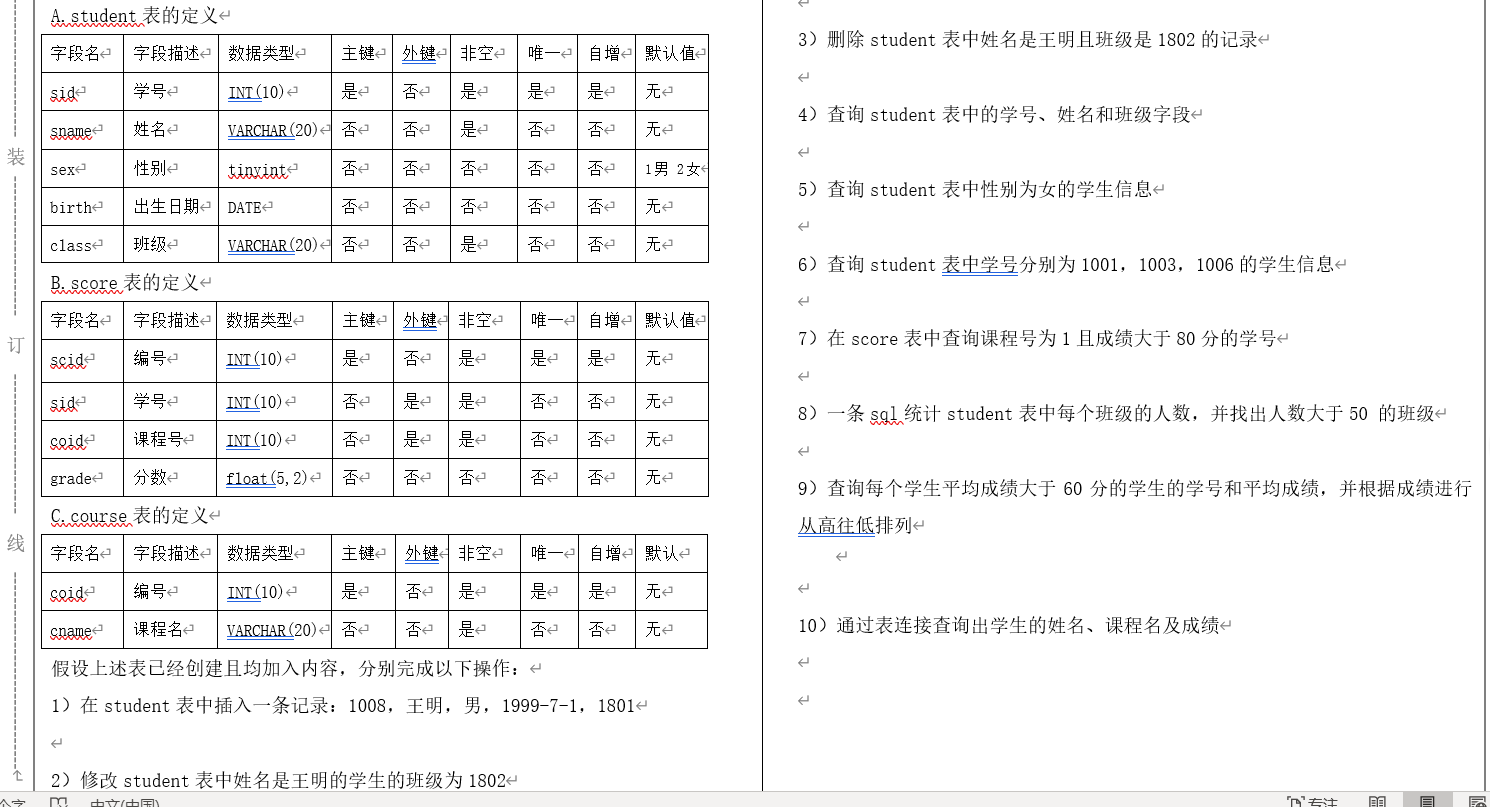 A.student 表的定义
字段名 字段描述 数据类型 主键 外键 非空 唯一 自增 默认值
sid 学号 INT(10) 是 否 是 是 是 无
sname 姓名 VARCHAR(20) 否 否 是 否 否 无
sex 性别 tinyint 否 否 否 否 否 1男 2女
birth 出生日期 DATE 否 否 否 否 否 无
class 班级 VARCHAR(20) 否 否 是 否 否 无
B.score 表的定义
字段名 字段描述 数据类型 主键 外键 非空 唯一 自增 默认值
scid 编号 INT(10) 是 否 是 是 是 无
sid 学号 INT(10) 否 是 是 否 否 无
coid 课程号 INT(10) 否 是 是 否 否 无
grade 分数 float(5,2) 否 否 否 否 否 无
C.course 表的定义
字段名 字段描述 数据类型 主键 外键 非空 唯一 自增 默认
coid 编号 INT(10) 是 否 是 是 是 无
cname 课程名 VARCHAR(20) 否 否 是 否 否 无
假设上述表已经创建且均加入内容，分别完成以下操作：
1）在 student 表中插入一条记录：1008，王明，男，1999-7-1，1801
2）修改 student 表中姓名是王明的学生的班级为 1802
3）删除 student 表中姓名是王明且班级是 1802 的记录
4）查询 student 表中的学号、姓名和班级字段
5）查询 student 表中性别为女的学生信息
6）查询 student 表中学号分别为 1001，1003，1006 的学生信息
7）在 score 表中查询课程号为 1 且成绩大于 80 分的学号
8）一条 sql 统计 student 表中每个班级的人数，并找出人数大于 50 的班级
9）查询每个学生平均成绩大于 60 分的学生的学号和平均成绩，并根据成绩进行
从高往低排列
10）通过表连接查询出学生的姓名、课程名及成绩
装
订
线
个字 中文(中国) 专注